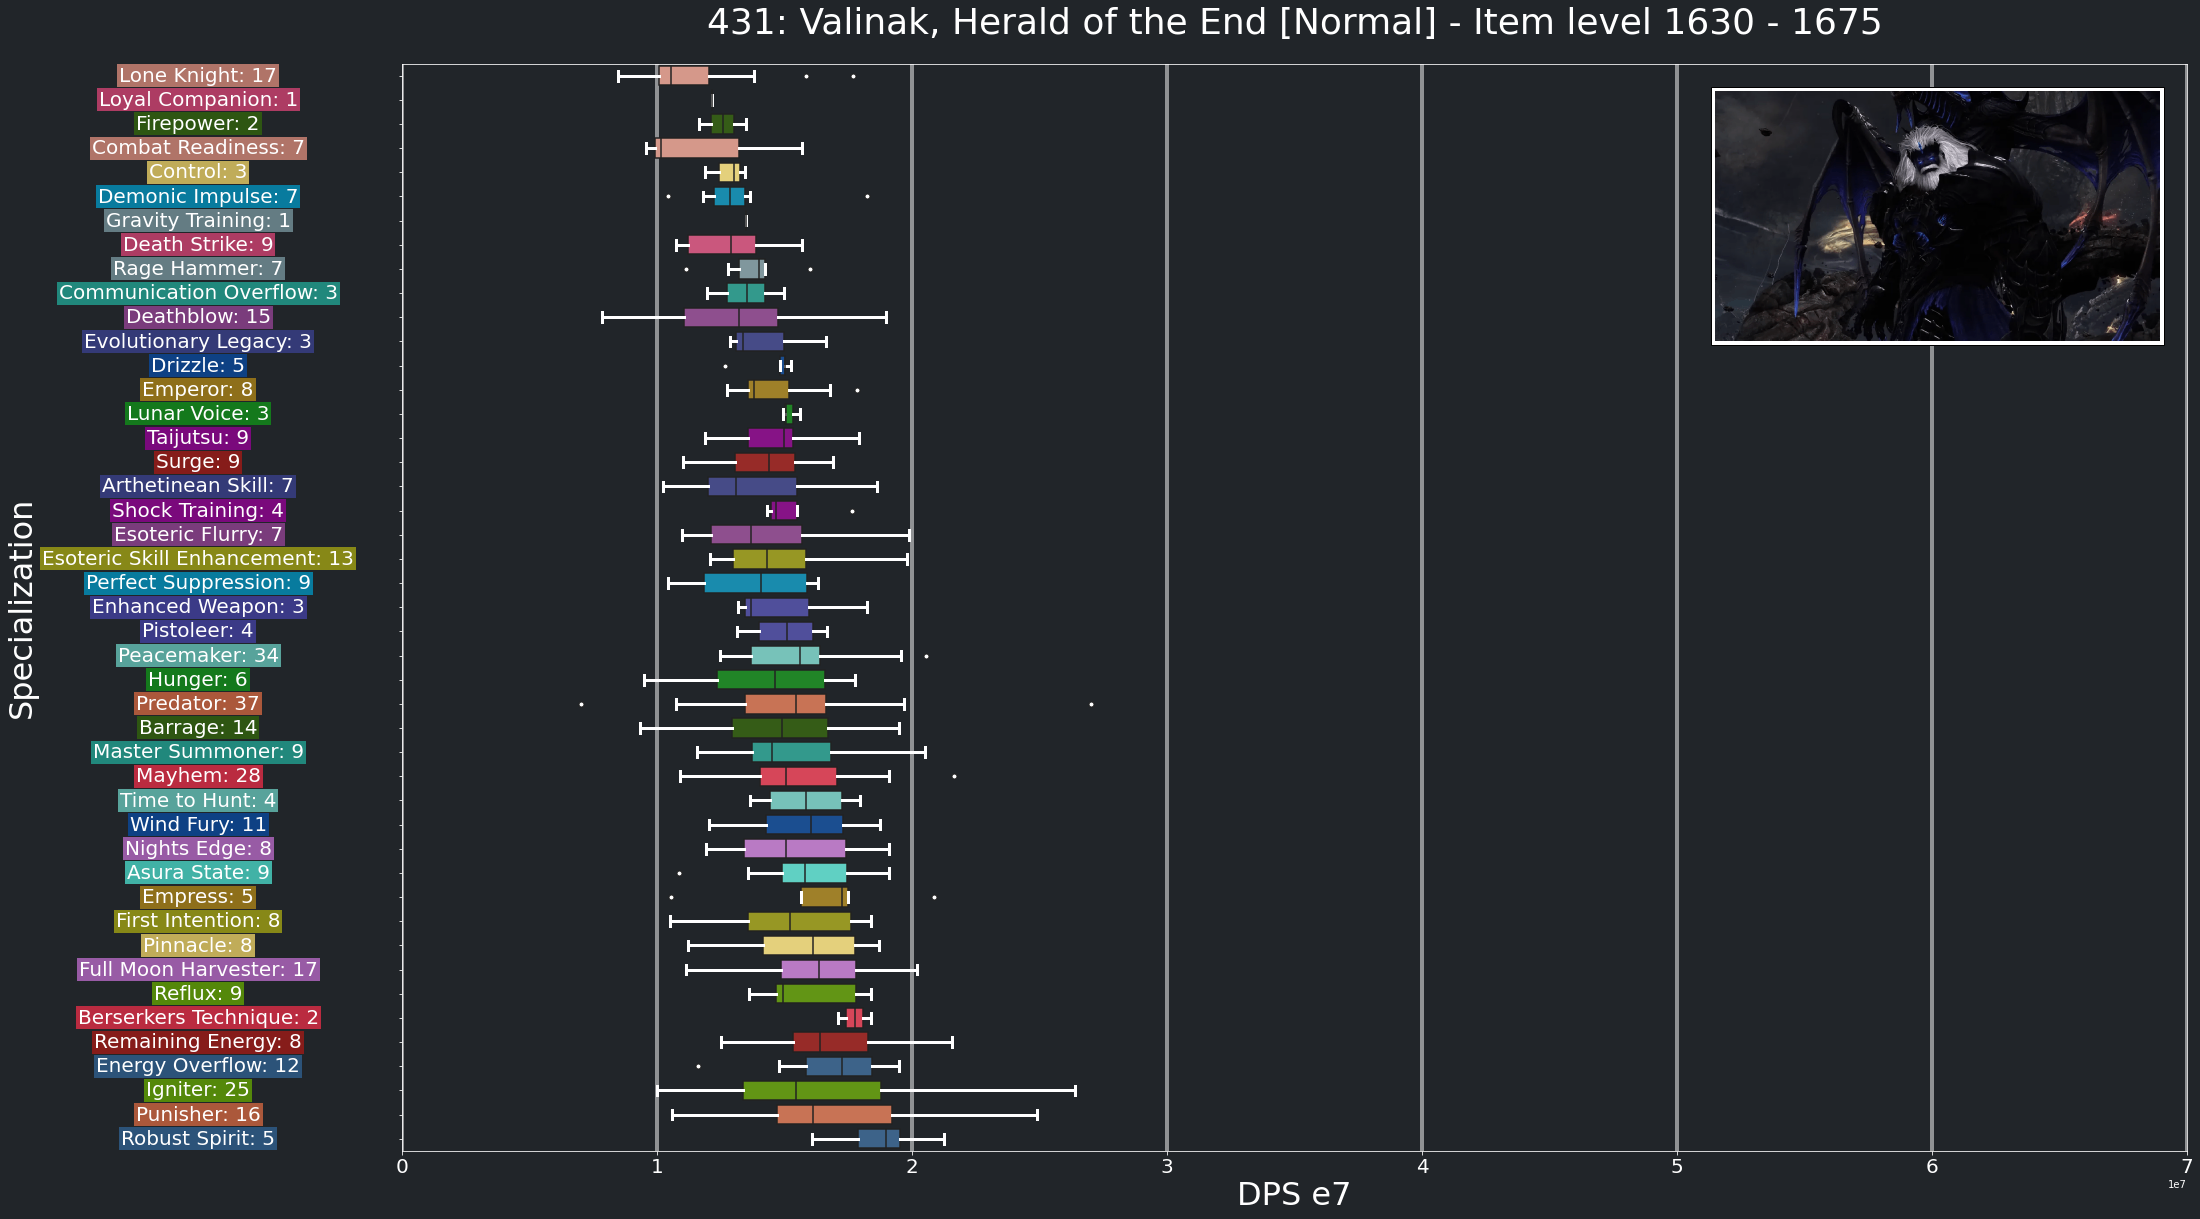 431: Valinak, Herald of the End [Normal] - Item level 1630 - 1675
Lone Knight: 17
Loyal Companion: 1
Firepower: 2
Combat Readiness: 7
Control: 3
Demonic Impulse: 7
Gravity Training: 1
Death Strike: 9
Rage Hammer: 7
Communication Overflow: 3
Deathblow: 15
Evolutionary Legacy: 3
Drizzle: 5
Emperor: 8
Lunar Voice: 3
Taijutsu: 9
Surge: 9
Arthetinean Skill: 7
Shock Training: 4
Esoteric Flurry: 7
Esoteric Skill Enhancement: 13
Perfect Suppression: 9
Enhanced Weapon: 3
Pistoleer: 4
Peacemaker: 34
Hunger: 6
Predator: 37
Barrage: 14
Master Summoner: 9
Mayhem: 28
Time to Hunt: 4
Wind Fury: 11
Nights Edge: 8
Asura State: 9
Empress: 5
First Intention: 8
Pinnacle: 8
Full Moon Harvester: 17
Reflux: 9
Berserkers Technique: 2
Remaining Energy: 8
Energy Overflow: 12
Igniter: 25
Punisher: 16
Robust Spirit: 5
Specialization
0 1 2 3 4 5 6 7
1e7
DPS e7